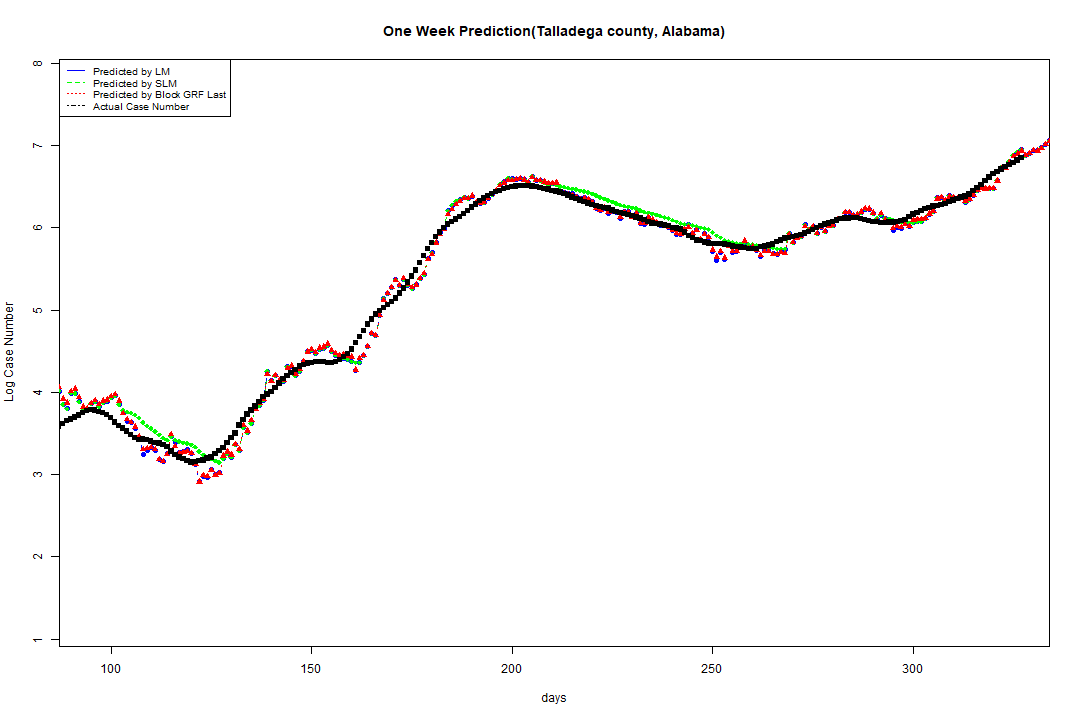 One Week Prediction(Talladega county, Alabama)
Predicted by LM
Predicted by SLM
Predicted by Block GRF Last
Actual Case Number
8
7
6
5
4
3
2
1
Log Case Number
100 150 200 250 300
days